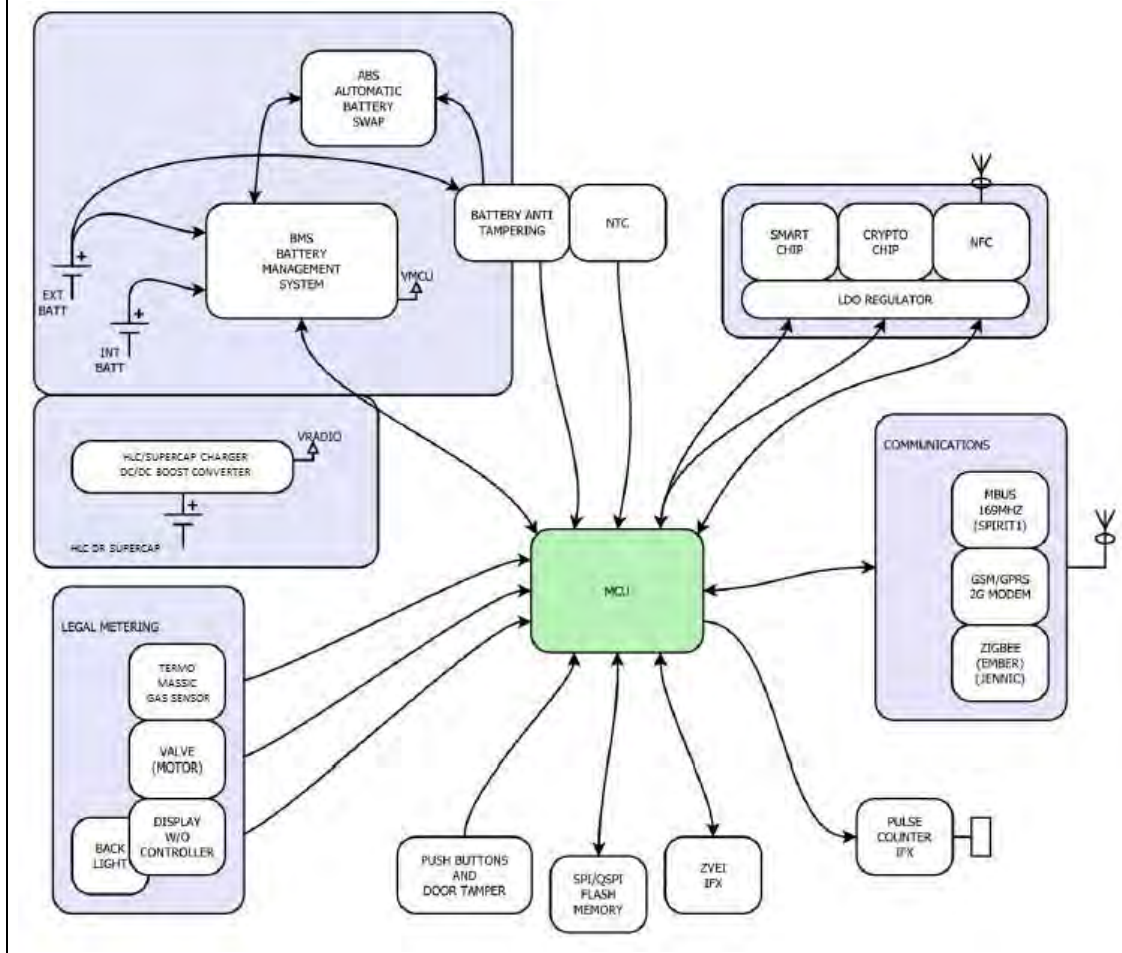 ABS
AUTOMATIC
BATTERY
SWAP
BMS
BATTERY
MANAGEMENT
SYSTEM
VMCU
+
EXT
BATT
+
INT
BATT
BATTERY ANTI
TAMPERING
NTC
SMART
CHIP
CRYPTO
CHIP
NFC
LDO REGULATOR
HLC/SUPERCAP CHARGER
DC/DC BOOST CONVERTER
VRADIO
+
HLC OR SUPERCAP
COMMUNICATIONS
MBUS
169MHZ
(SPIRIT1)
GSM/GPRS
2G MODEM
ZIGBEE
(EMBER)
(JENNIC)
MCU
LEGAL METERING
TERMO
MASSIC
GAS SENSOR
VALVE
(MOTOR)
DISPLAY
W/O
CONTROLLER
BACK
LIGHT
PUSH BUTTONS
AND
DOOR TAMPER
SPI/QSPI
FLASH
MEMORY
ZVEI
IFX
PULSE
COUNTER
IFX